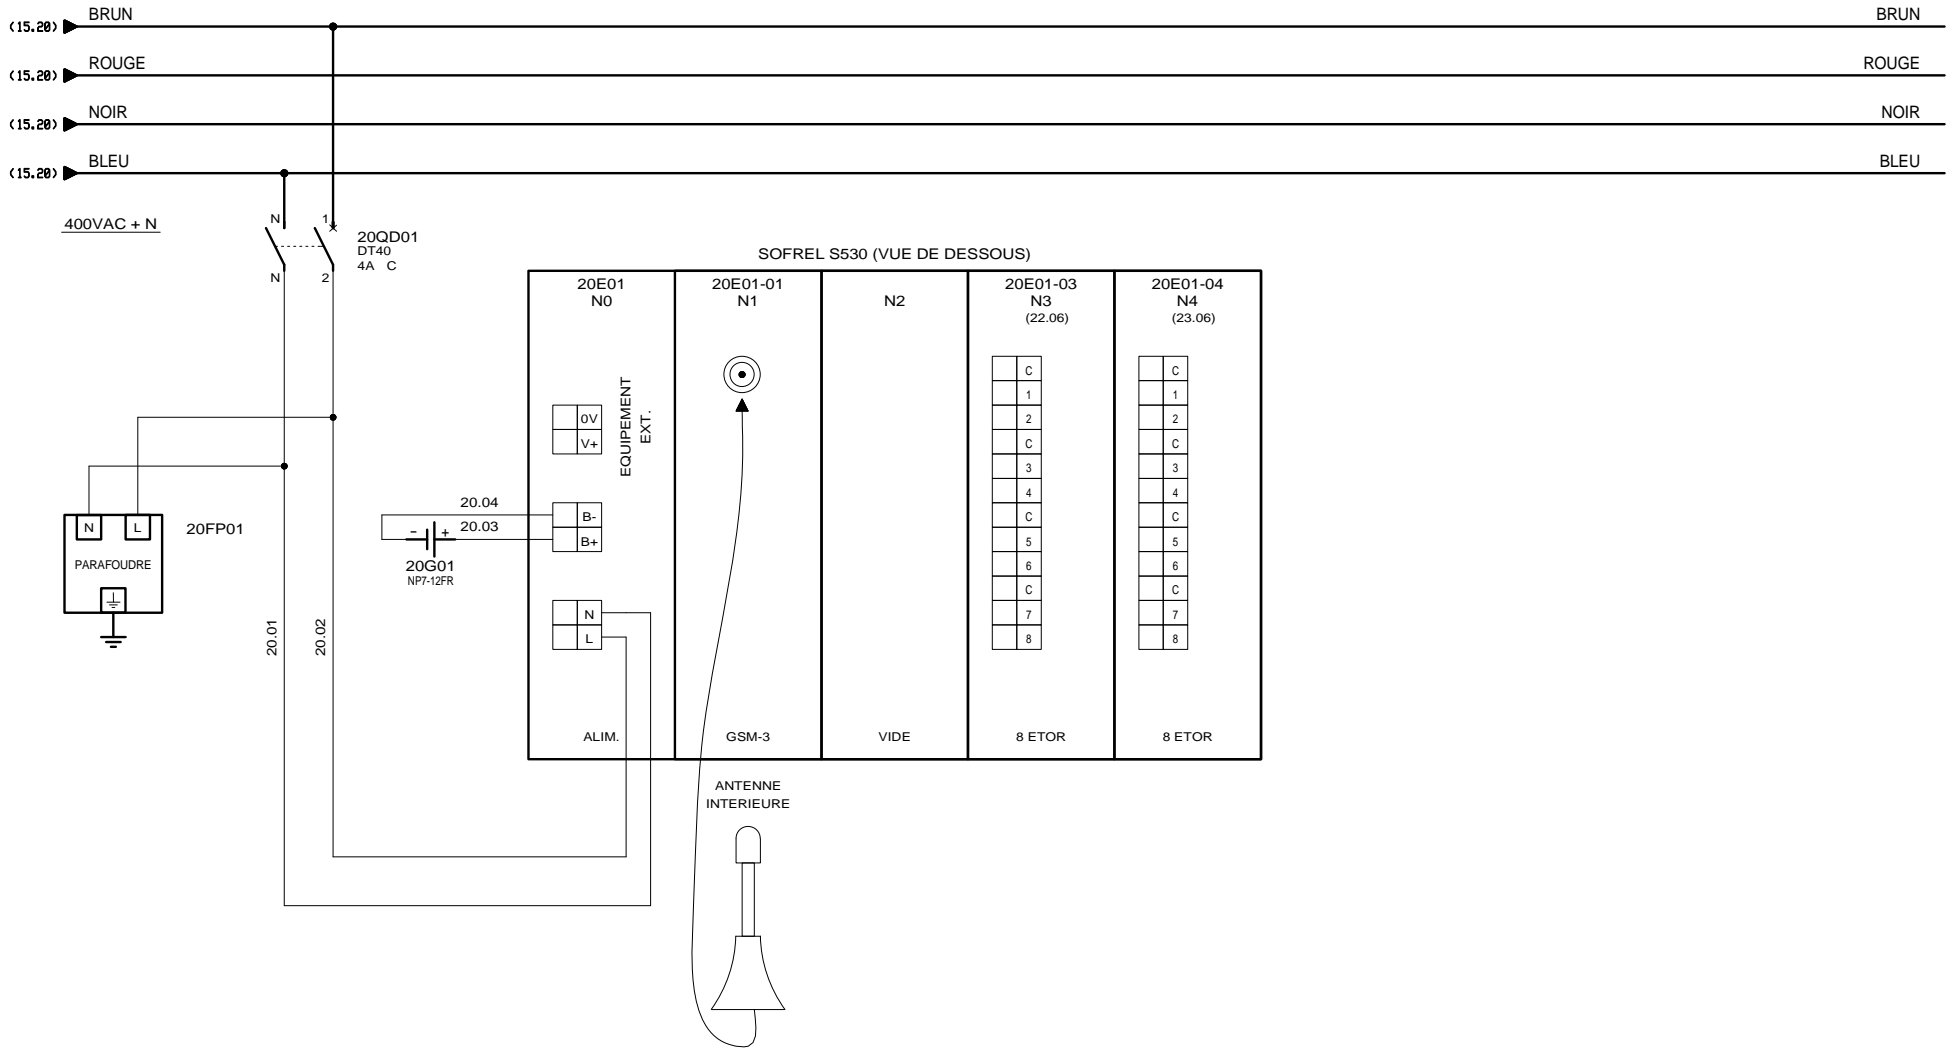 (15.20) BRUN BRUN
(15.20) ROUGE ROUGE
(15.20) NOIR NOIR
(15.20) BLEU BLEU
400VAC + N
N 1
20QD01
DT40
4A C
N 2
SOFREL S530 (VUE DE DESSOUS)
20E01
N0
20E01-01
N1
N2
20E01-03
N3
(22.06)
20E01-04
N4
(23.06)
EQUIPEMENT
EXT.
0V
V+
20.04
B-
20.03
B+
20G01
NP7-12FR
N
L
C
1
2
C
3
4
C
5
6
C
7
8
C
1
2
C
3
4
C
5
6
C
7
8
N L
20FP01
PARAFOUDRE
20.01
20.02
- +
ALIM.
GSM-3
VIDE
8 ETOR
8 ETOR
ANTENNE
INTERIEURE